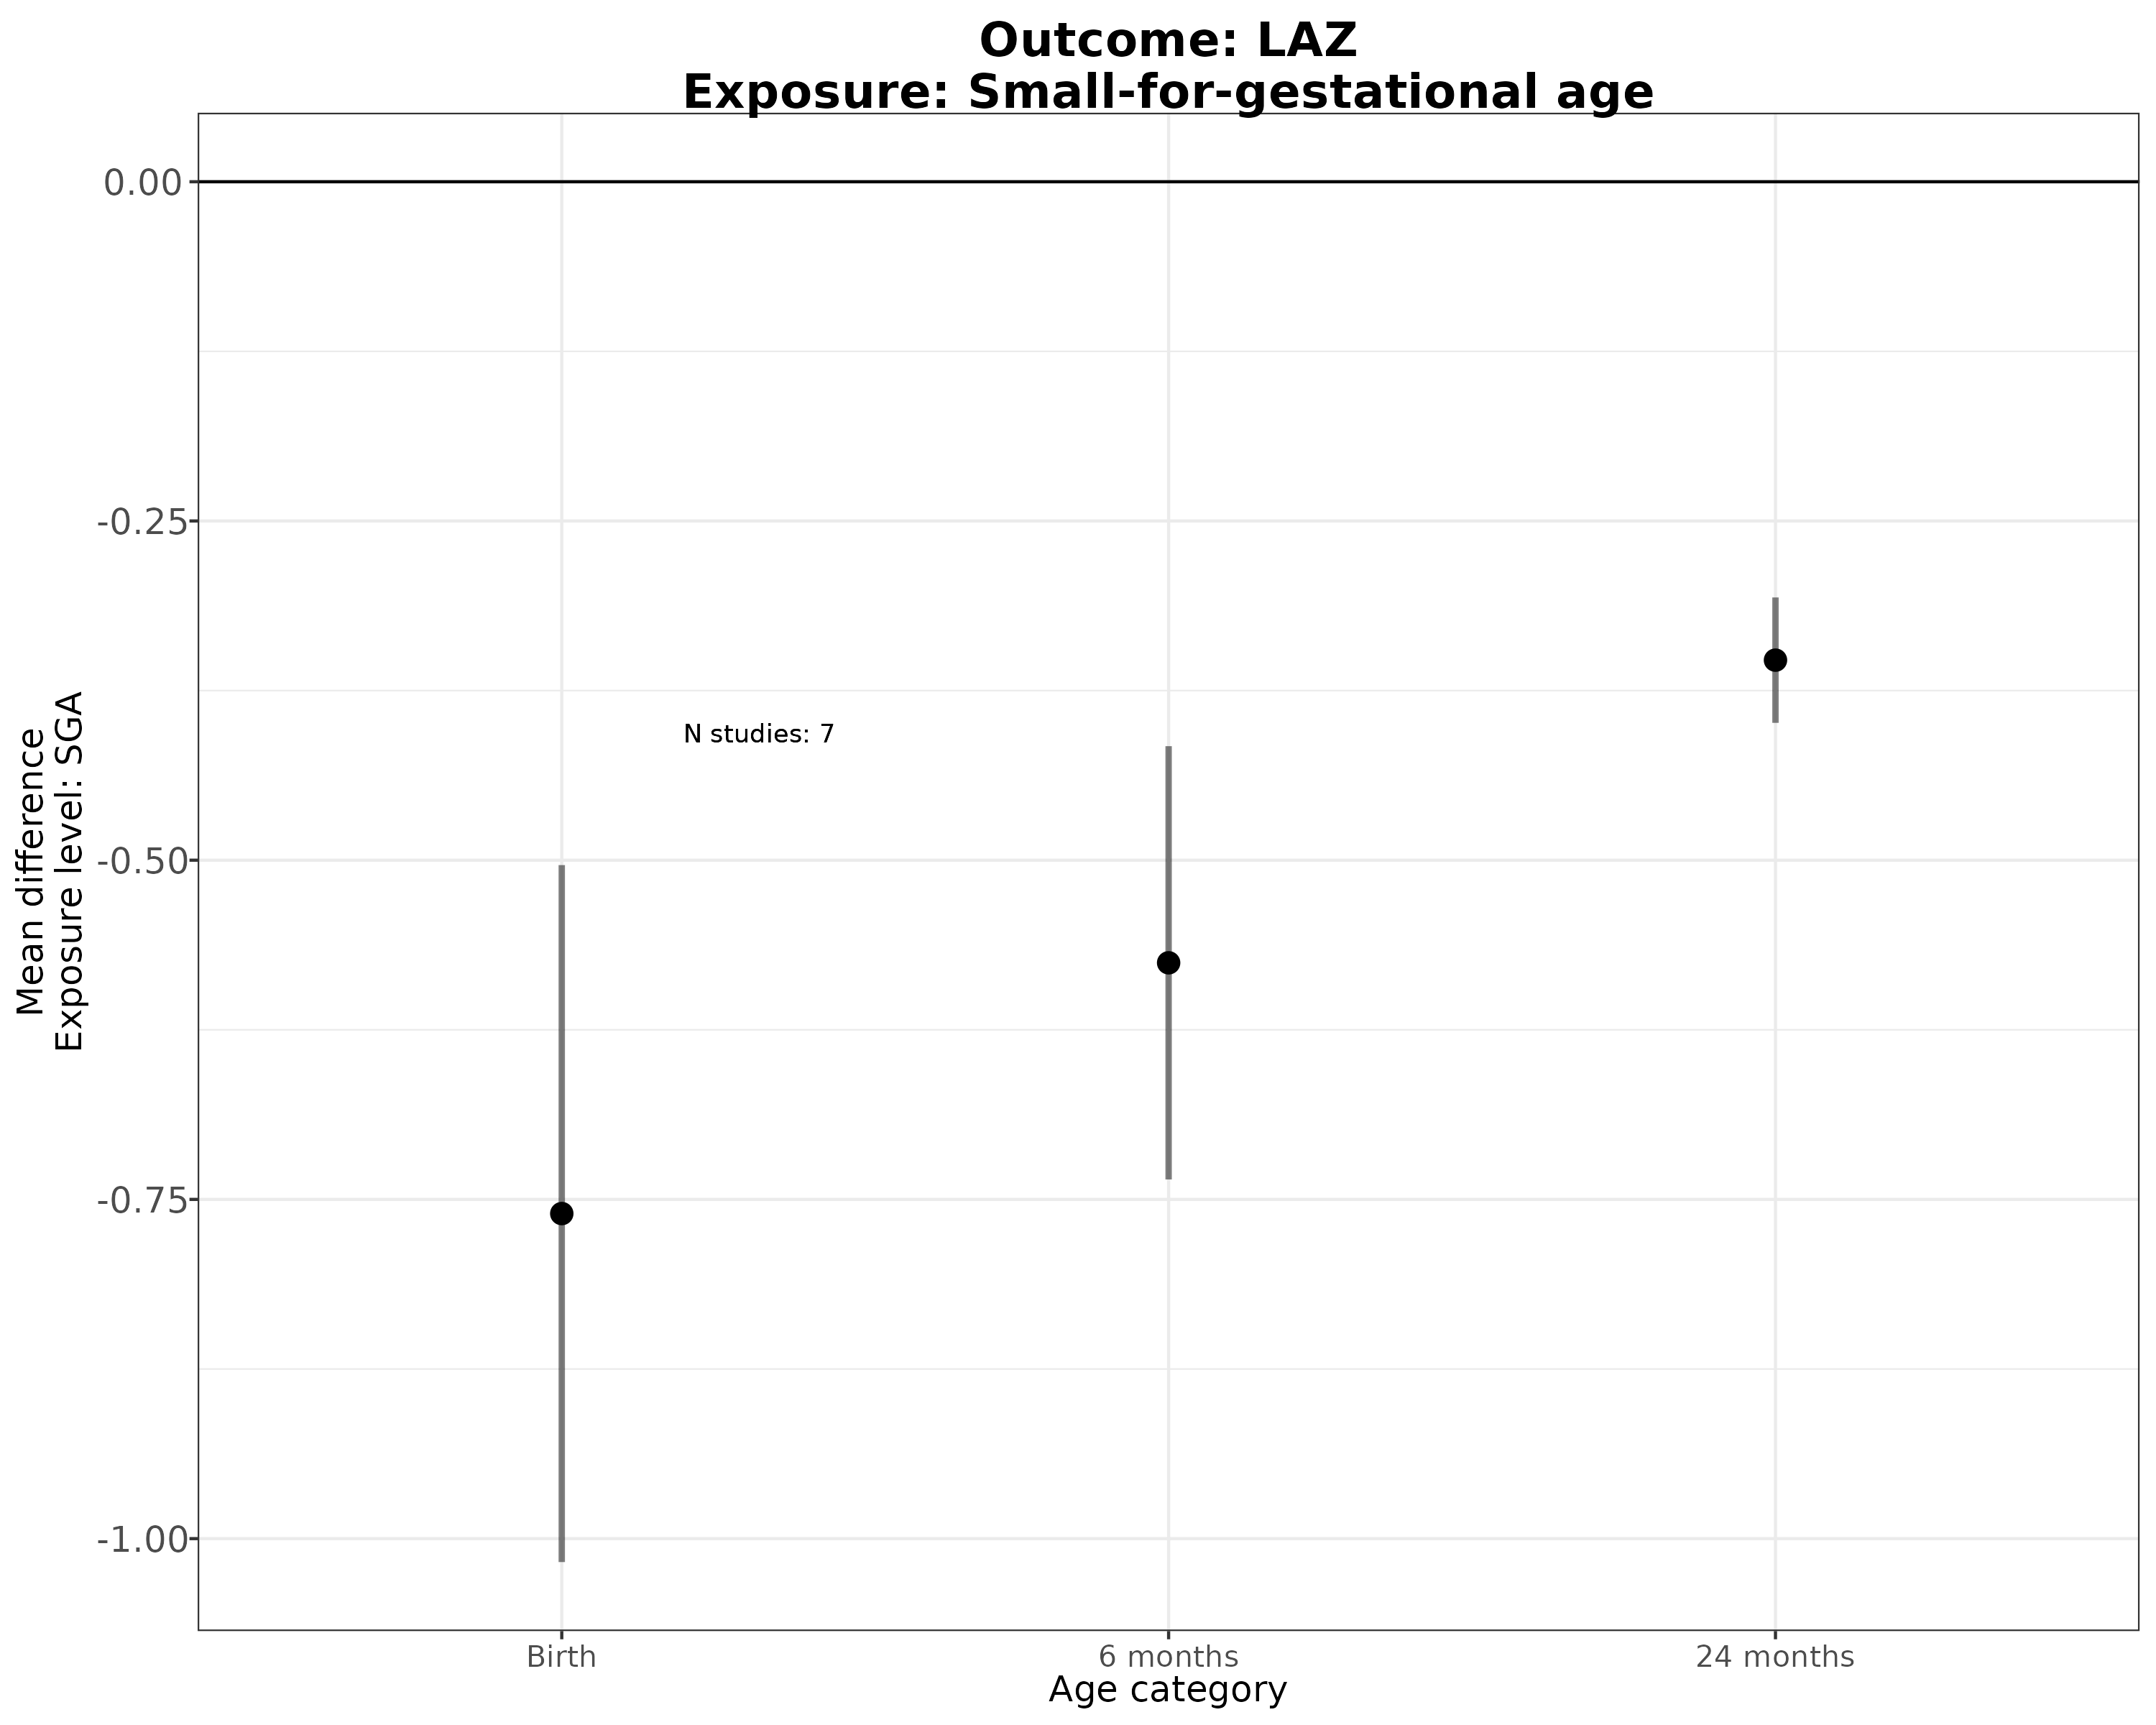 Outcome: LAZ
Exposure: Small-for-gestational age
Mean difference
Exposure level: SGA
0.00
-0.25
-0.50
-0.75
-1.00
N studies: 7
Birth
6 months
24 months
Age category